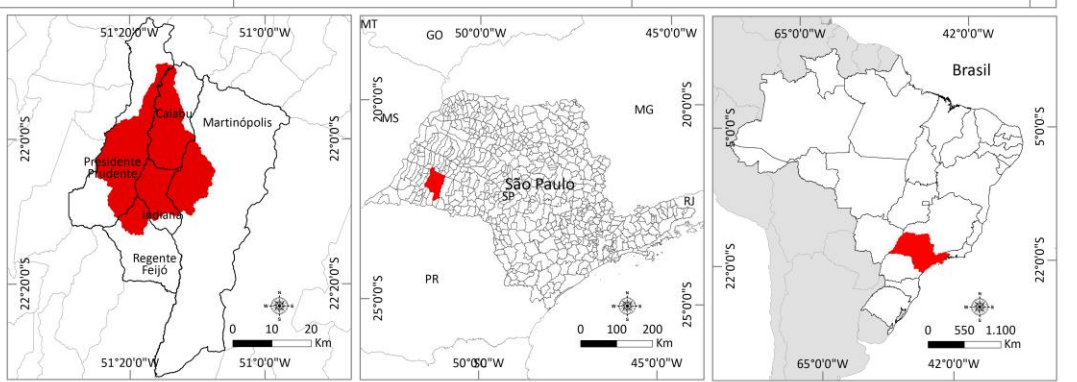 51°20'0"W
51°0'0"W
22°0'0"S
22°0'0"S
Caiabu
Martinópolis
Presidente
Prudente
Indiana
Regente
Feijó
22°20'0"S
22°20'0"S
0 10 20
Km
51°20'0"W
51°0'0"W
MT
GO
50°0'0"W
45°0'0"W
20°0'0"S
20°0'0"S
MS
MG
São Paulo
SP
RJ
PR
25°0'0"S
25°0'0"S
0 100 200
Km
50°0'0"W
45°0'0"W
65°0'0"W
42°0'0"W
Brasil
5°0'0"S
5°0'0"S
22°0'0"S
22°0'0"S
0 550 1.100
Km
65°0'0"W
42°0'0"W